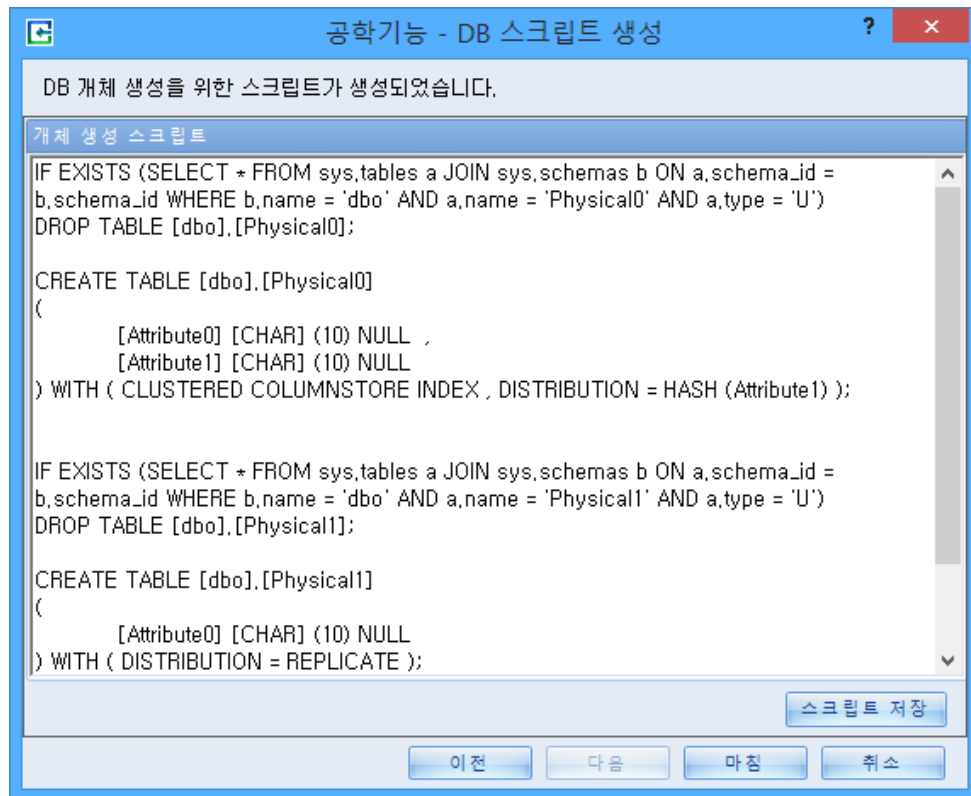 공학기능 - DB 스크립트 생성
?
×
DB 개체 생성을 위한 스크립트가 생성되었습니다.
개체 생성 스크립트
IF EXISTS (SELECT * FROM sys.tables a JOIN sys.schemas b ON a.schema_id =
b.schema_id WHERE b.name = 'dbo' AND a.name = 'Physical0' AND a.type = 'U')
DROP TABLE [dbo].[Physical0];
CREATE TABLE [dbo].[Physical0]
(
[Attribute0] [CHAR] (10) NULL ,
[Attribute1] [CHAR] (10) NULL
) WITH ( CLUSTERED COLUMNSTORE INDEX , DISTRIBUTION = HASH (Attribute1) );
IF EXISTS (SELECT * FROM sys.tables a JOIN sys.schemas b ON a.schema_id =
b.schema_id WHERE b.name = 'dbo' AND a.name = 'Physical1' AND a.type = 'U')
DROP TABLE [dbo].[Physical1];
CREATE TABLE [dbo].[Physical1]
(
[Attribute0] [CHAR] (10) NULL
) WITH ( DISTRIBUTION = REPLICATE );
스크립트 저장
이전 다음 마침 취소